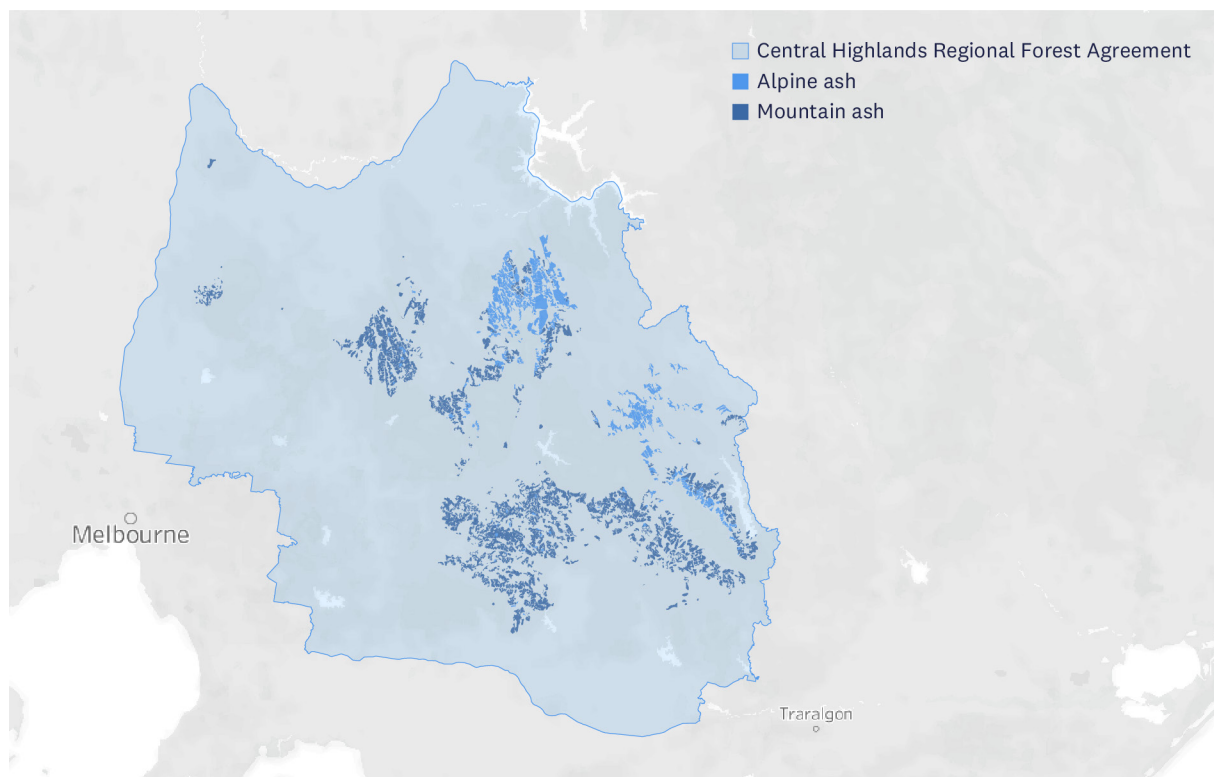 Central Highlands Regional Forest Agreement
Alpine ash
Mountain ash
Melbourne
Traralgon